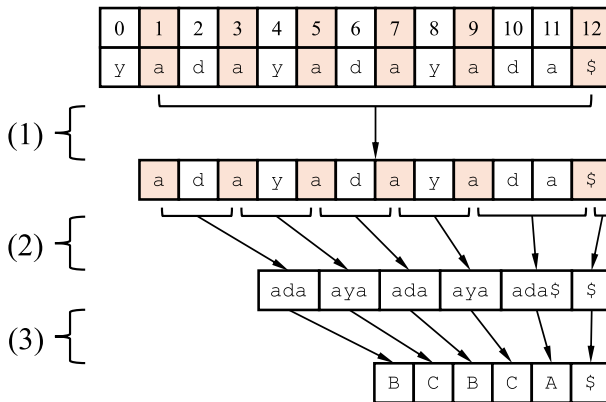 0 1 2 3 4 5 6 7 8 9 10 11 12
y a d a y a d a y a d a $
(1)
a d a y a d a y a d a $
(2)
ada aya ada aya ada$ $
(3)
B C B C A $